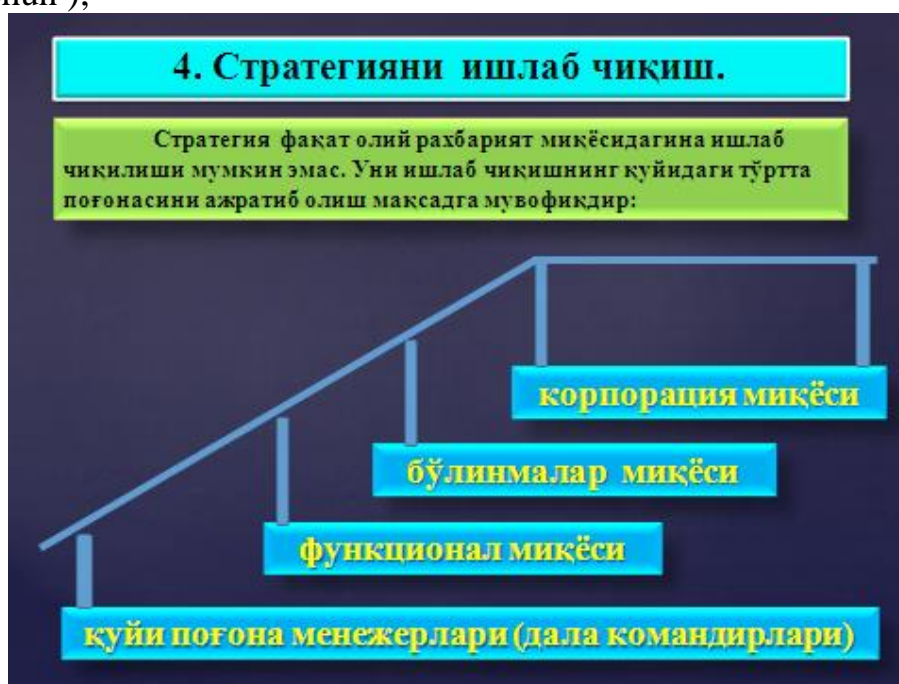 4. Стратегияни ишлаб чиқиш.
Стратегия фақат олий раҳбарият миқёсидагина ишлаб
чиқилиши мумкин эмас. Уни ишлаб чиқишнинг қуйидаги тўртта
поғонасини ажратиб олиш мақсадга мувофиқдир:
корпорация миқёси
бўлинмалар миқёси
функционал миқёси
қуйи поғона менежерлари (дала командирлари)